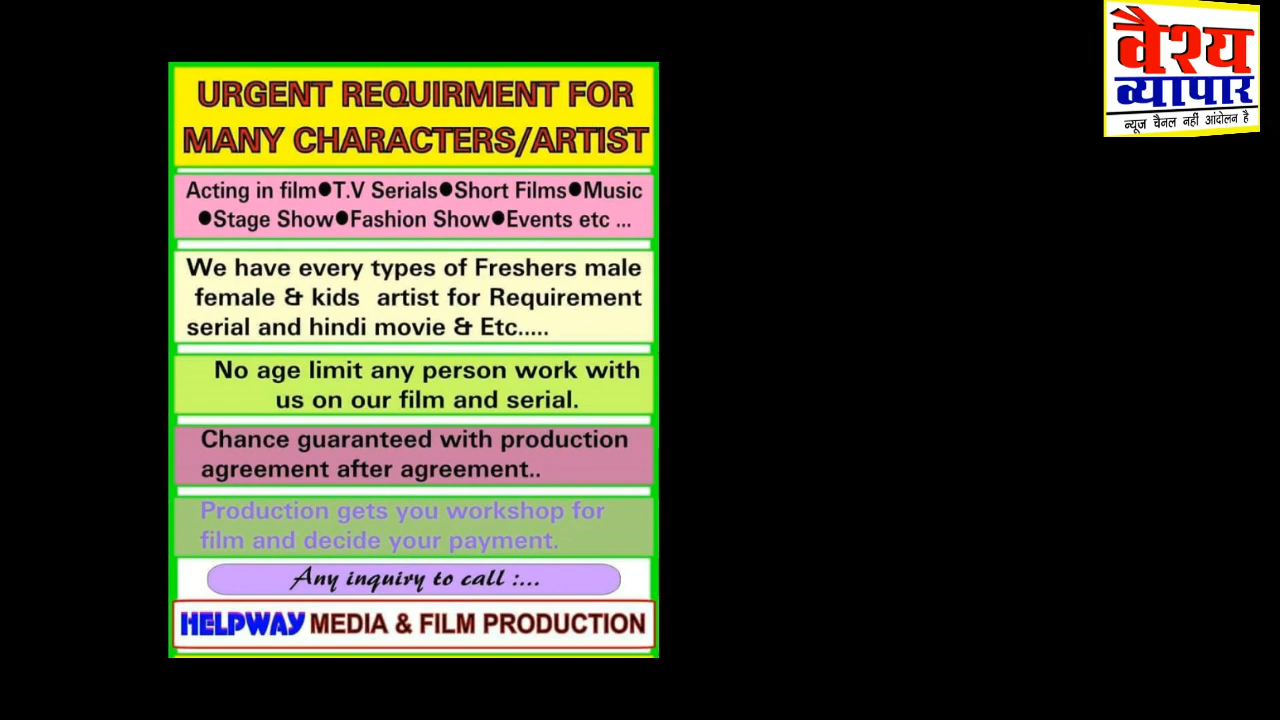 URGENT REQUIRMENT FOR
MANY CHARACTERS/ARTIST
Acting in film●T.V Serials●Short Films●Music
●Stage Show●Fashion Show●Events etc ...
We have every types of Freshers male
female & kids artist for Requirement
serial and hindi movie & Etc.....
No age limit any person work with
us on our film and serial.
Chance guaranteed with production
agreement after agreement..
Production gets you workshop for
film and decide your payment.
Any inquiry to call :...
HELPWAY MEDIA & FILM PRODUCTION
वैश्य
व्यापार
न्यूज चैनल नहीं आंदोलन है